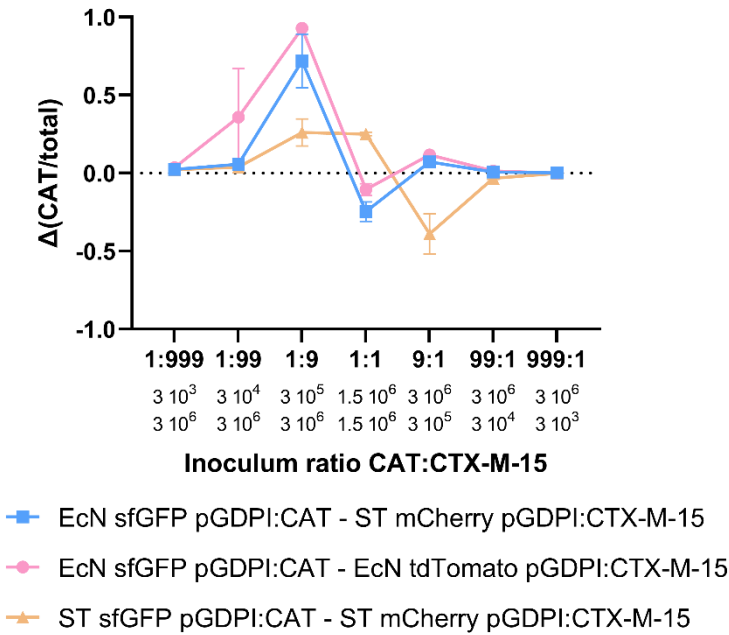 1.0
0.5
0.0
-0.5
-1.0
Δ(CAT/total)
1:999 1:99 1:9 1:1 9:1 99:1 999:1
3 10³ 3 10⁴ 3 10⁵ 1.5 10⁶ 3 10⁶ 3 10⁶ 3 10⁶
3 10⁶ 3 10⁶ 3 10⁶ 1.5 10⁶ 3 10⁵ 3 10⁴ 3 10³
Inoculum ratio CAT:CTX-M-15
EcN sfGFP pGDPI:CAT - ST mCherry pGDPI:CTX-M-15
EcN sfGFP pGDPI:CAT - EcN tdTomato pGDPI:CTX-M-15
ST sfGFP pGDPI:CAT - ST mCherry pGDPI:CTX-M-15